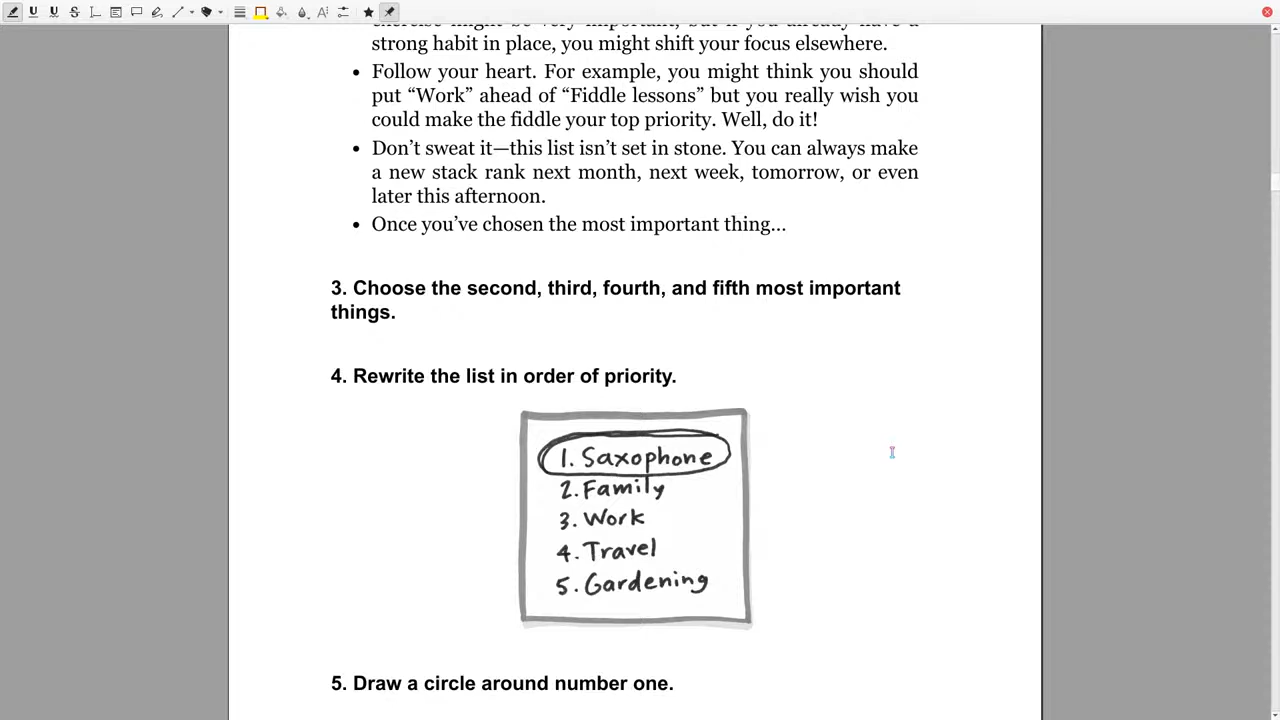 strong habit in place, you might shift your focus elsewhere.
• Follow your heart. For example, you might think you should
put “Work” ahead of “Fiddle lessons” but you really wish you
could make the fiddle your top priority. Well, do it!
• Don’t sweat it—this list isn’t set in stone. You can always make
a new stack rank next month, next week, tomorrow, or even
later this afternoon.
• Once you’ve chosen the most important thing…
3. Choose the second, third, fourth, and fifth most important
things.
4. Rewrite the list in order of priority.
1. Saxophone
2. Family
3. Work
4. Travel
5. Gardening
5. Draw a circle around number one.